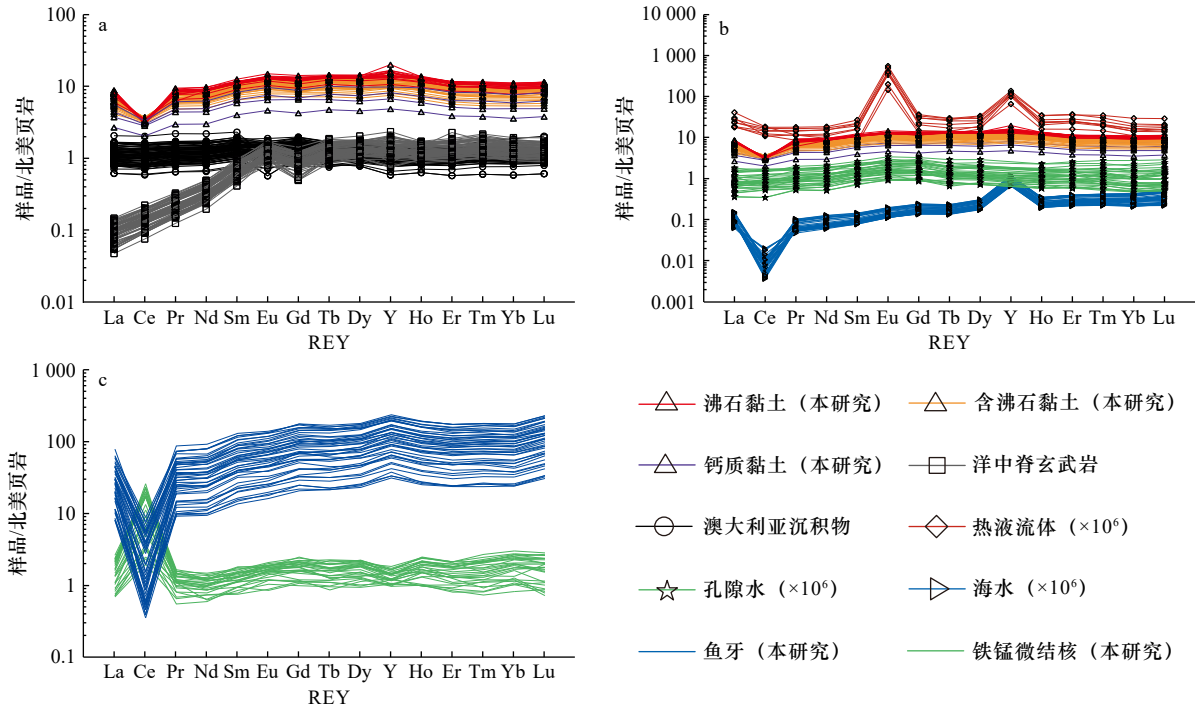 a
100
10
1
0.1
0.01
样品/北美页岩
La Ce Pr Nd Sm Eu Gd Tb Dy Y Ho Er Tm Yb Lu
REY
b
10 000
1 000
100
10
1
0.1
0.01
0.001
样品/北美页岩
La Ce Pr Nd Sm Eu Gd Tb Dy Y Ho Er Tm Yb Lu
REY
c
1 000
100
10
1
0.1
样品/北美页岩
La Ce Pr Nd Sm Eu Gd Tb Dy Y Ho Er Tm Yb Lu
REY
沸石黏土（本研究） 含沸石黏土（本研究）
钙质黏土（本研究） 洋中脊玄武岩
澳大利亚沉积物 热液流体（×10⁶）
孔隙水（×10⁶） 海水（×10⁶）
鱼牙（本研究） 铁锰微结核（本研究）